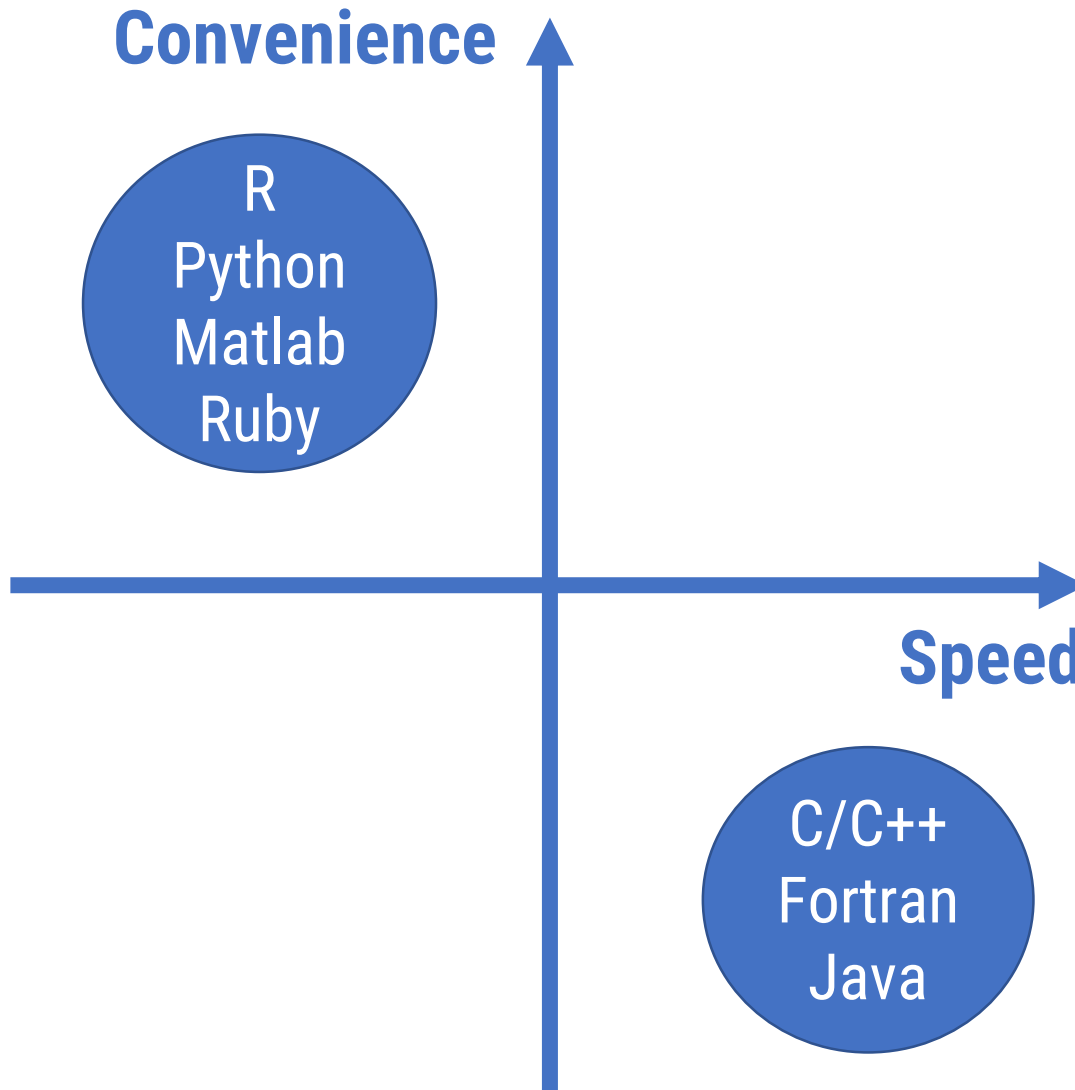 Convenience
R
Python
Matlab
Ruby
Speed
C/C++
Fortran
Java